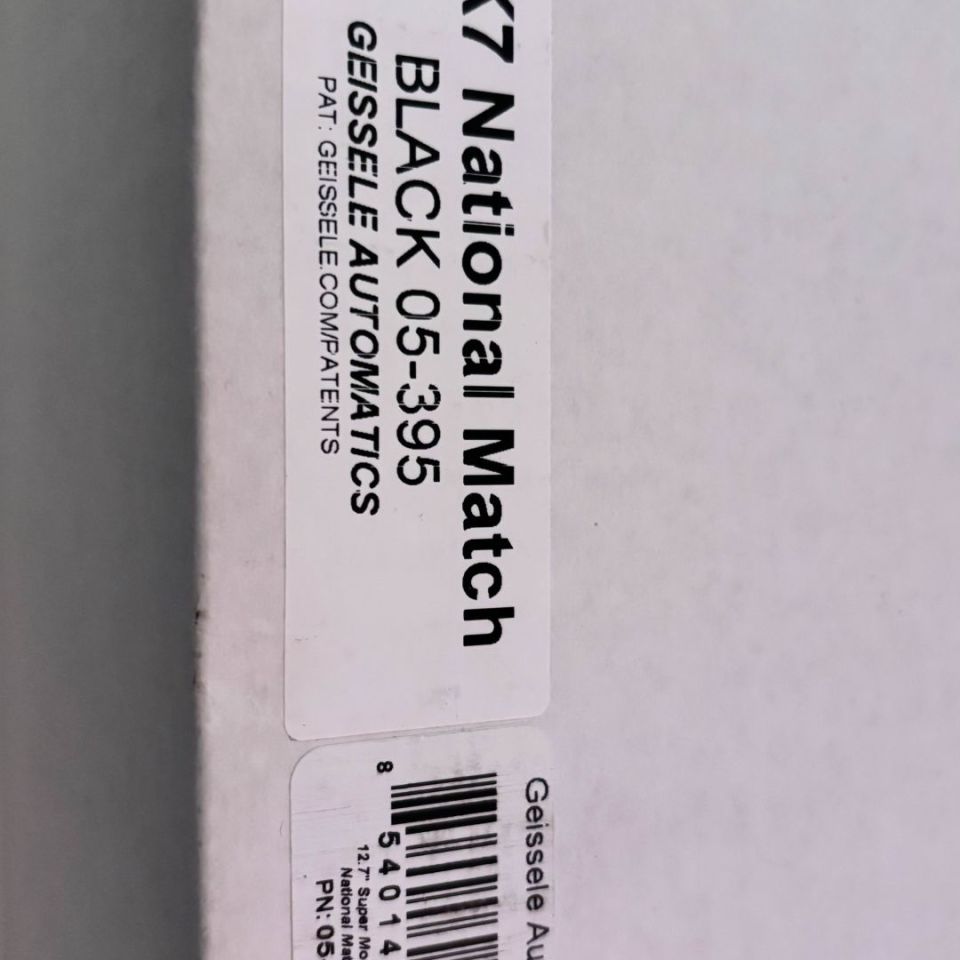 K7 National Match
BLACK 05-395
GEISSELE AUTOMATICS
PAT: GEISSELE.COM/PATENTS
Geissele Au
8 54014
12.7" Super Mo
National Mat
PN: 05-